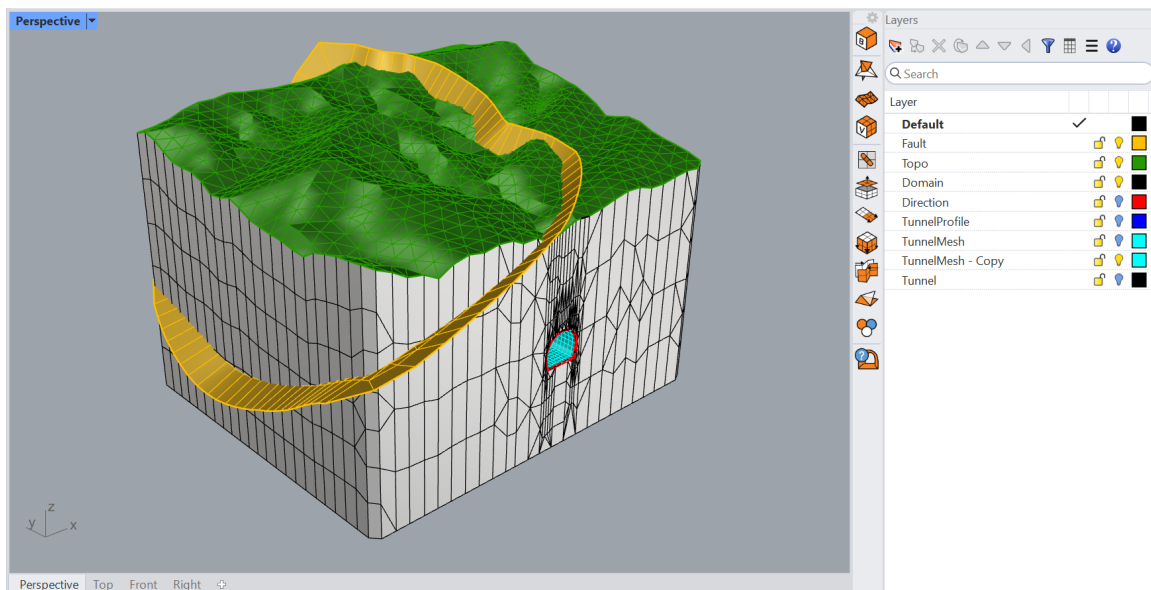 Perspective
Layers
Search
Layer
Default
Fault
Topo
Domain
Direction
TunnelProfile
TunnelMesh
TunnelMesh - Copy
Tunnel
z
y
x
Perspective Top Front Right
B
V